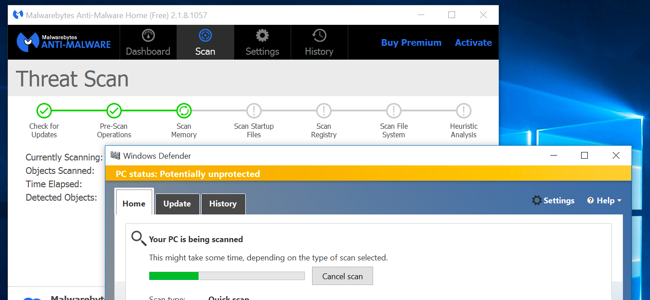 Malwarebytes Anti-Malware Home (Free) 2.1.8.1057
Malwarebytes
ANTI-MALWARE
Dashboard
Scan
Settings
History
Buy Premium
Activate
Threat Scan
Check for Updates
Pre-Scan Operations
Scan Memory
Scan Startup Files
Scan Registry
Scan File System
Heuristic Analysis
Currently Scanning:
Objects Scanned:
Time Elapsed:
Detected Objects:
Windows Defender
PC status: Potentially unprotected
Home
Update
History
Settings
? Help
Your PC is being scanned
This might take some time, depending on the type of scan selected.
Cancel scan
Scan type: Quick scan
Malwareb